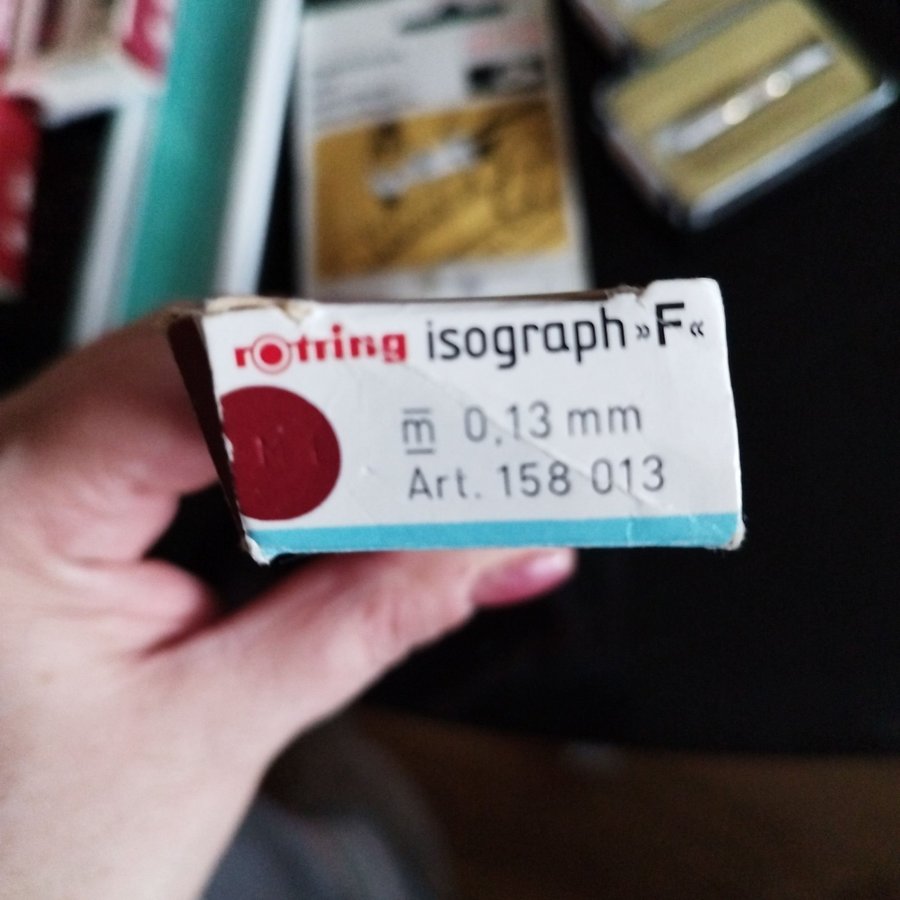 rotring isograph »F«
m 0,13 mm
Art. 158 013